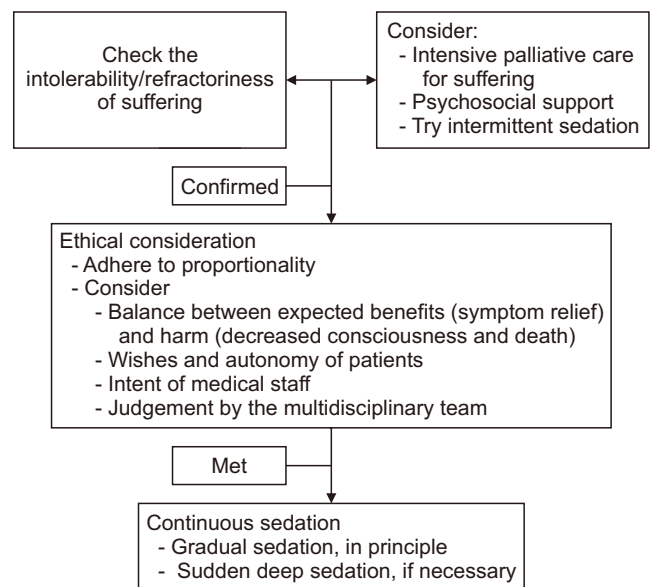 Check the
intolerability/refractoriness
of suffering
Consider:
- Intensive palliative care
for suffering
- Psychosocial support
- Try intermittent sedation
Confirmed
Ethical consideration
- Adhere to proportionality
- Consider
- Balance between expected benefits (symptom relief)
and harm (decreased consciousness and death)
- Wishes and autonomy of patients
- Intent of medical staff
- Judgement by the multidisciplinary team
Met
Continuous sedation
- Gradual sedation, in principle
- Sudden deep sedation, if necessary